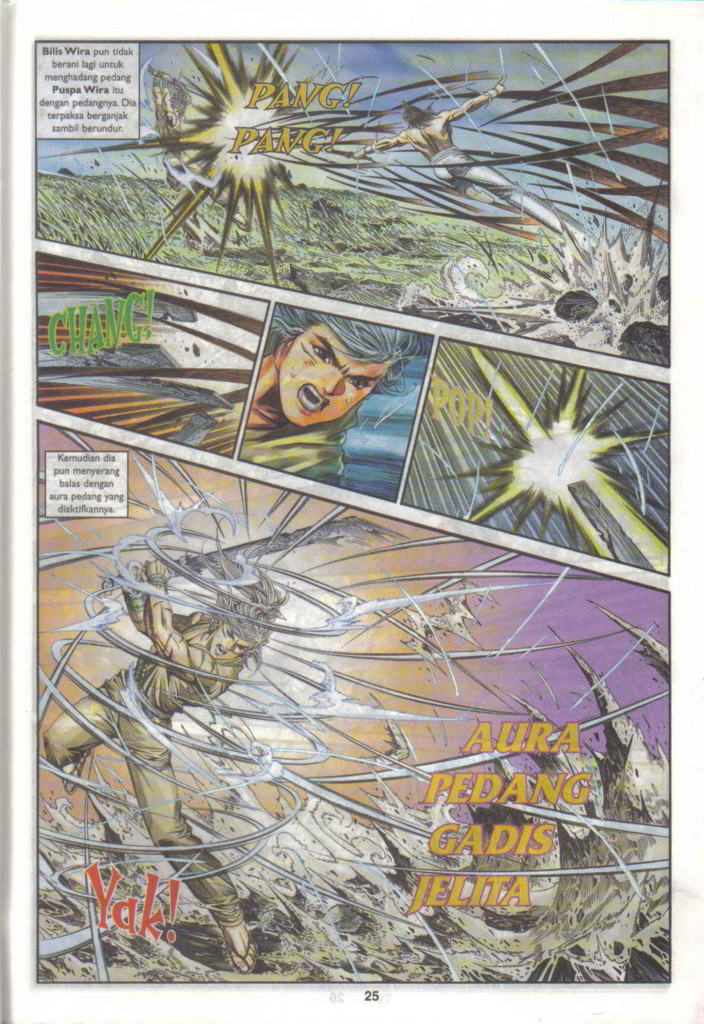 Bilis Wira pun tidak
berani lagi untuk
menghadang pedang
Puspa Wira itu
dengan pedangnya. Dia
terpaksa berganjak
sambil berundur.
PANG!
PANG!
CHANG!
POP!
Kemudian dia
pun menyerang
balas dengan
aura pedang yang
diaktifkannya.
AURA
PEDANG
GADIS
JELITA
Yak!
25